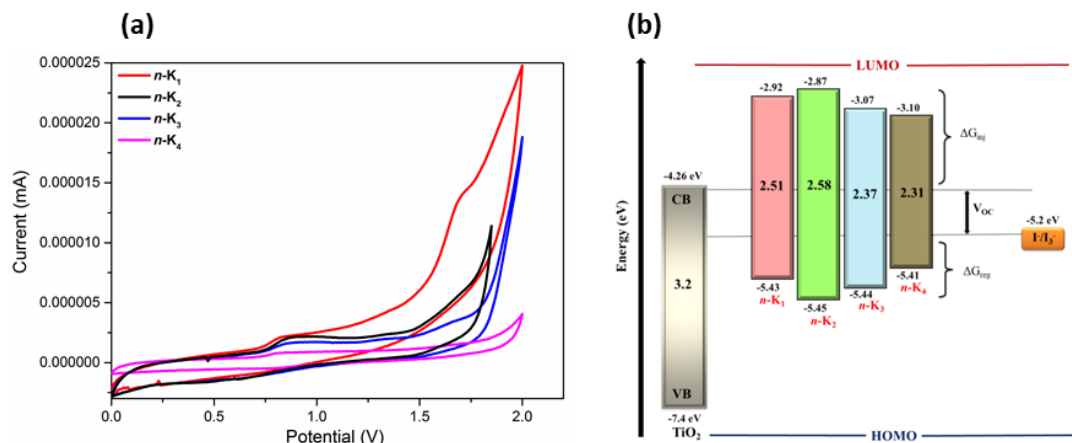 (a)
n-K1
n-K2
n-K3
n-K4
0.000025
0.000020
0.000015
0.000010
0.000005
0.000000
Current (mA)
0.0
0.5
1.0
1.5
2.0
Potential (V)
(b)
LUMO
-2.92
-2.87
-3.07
-3.10
ΔGinj
-4.26 eV
CB
2.51
2.58
2.37
2.31
VOC
-5.2 eV
I-/I3-
Energy (eV)
3.2
ΔGreg
-5.43
-5.45
-5.44
-5.41
n-K1
n-K2
n-K3
n-K4
VB
-7.4 eV
TiO2
HOMO